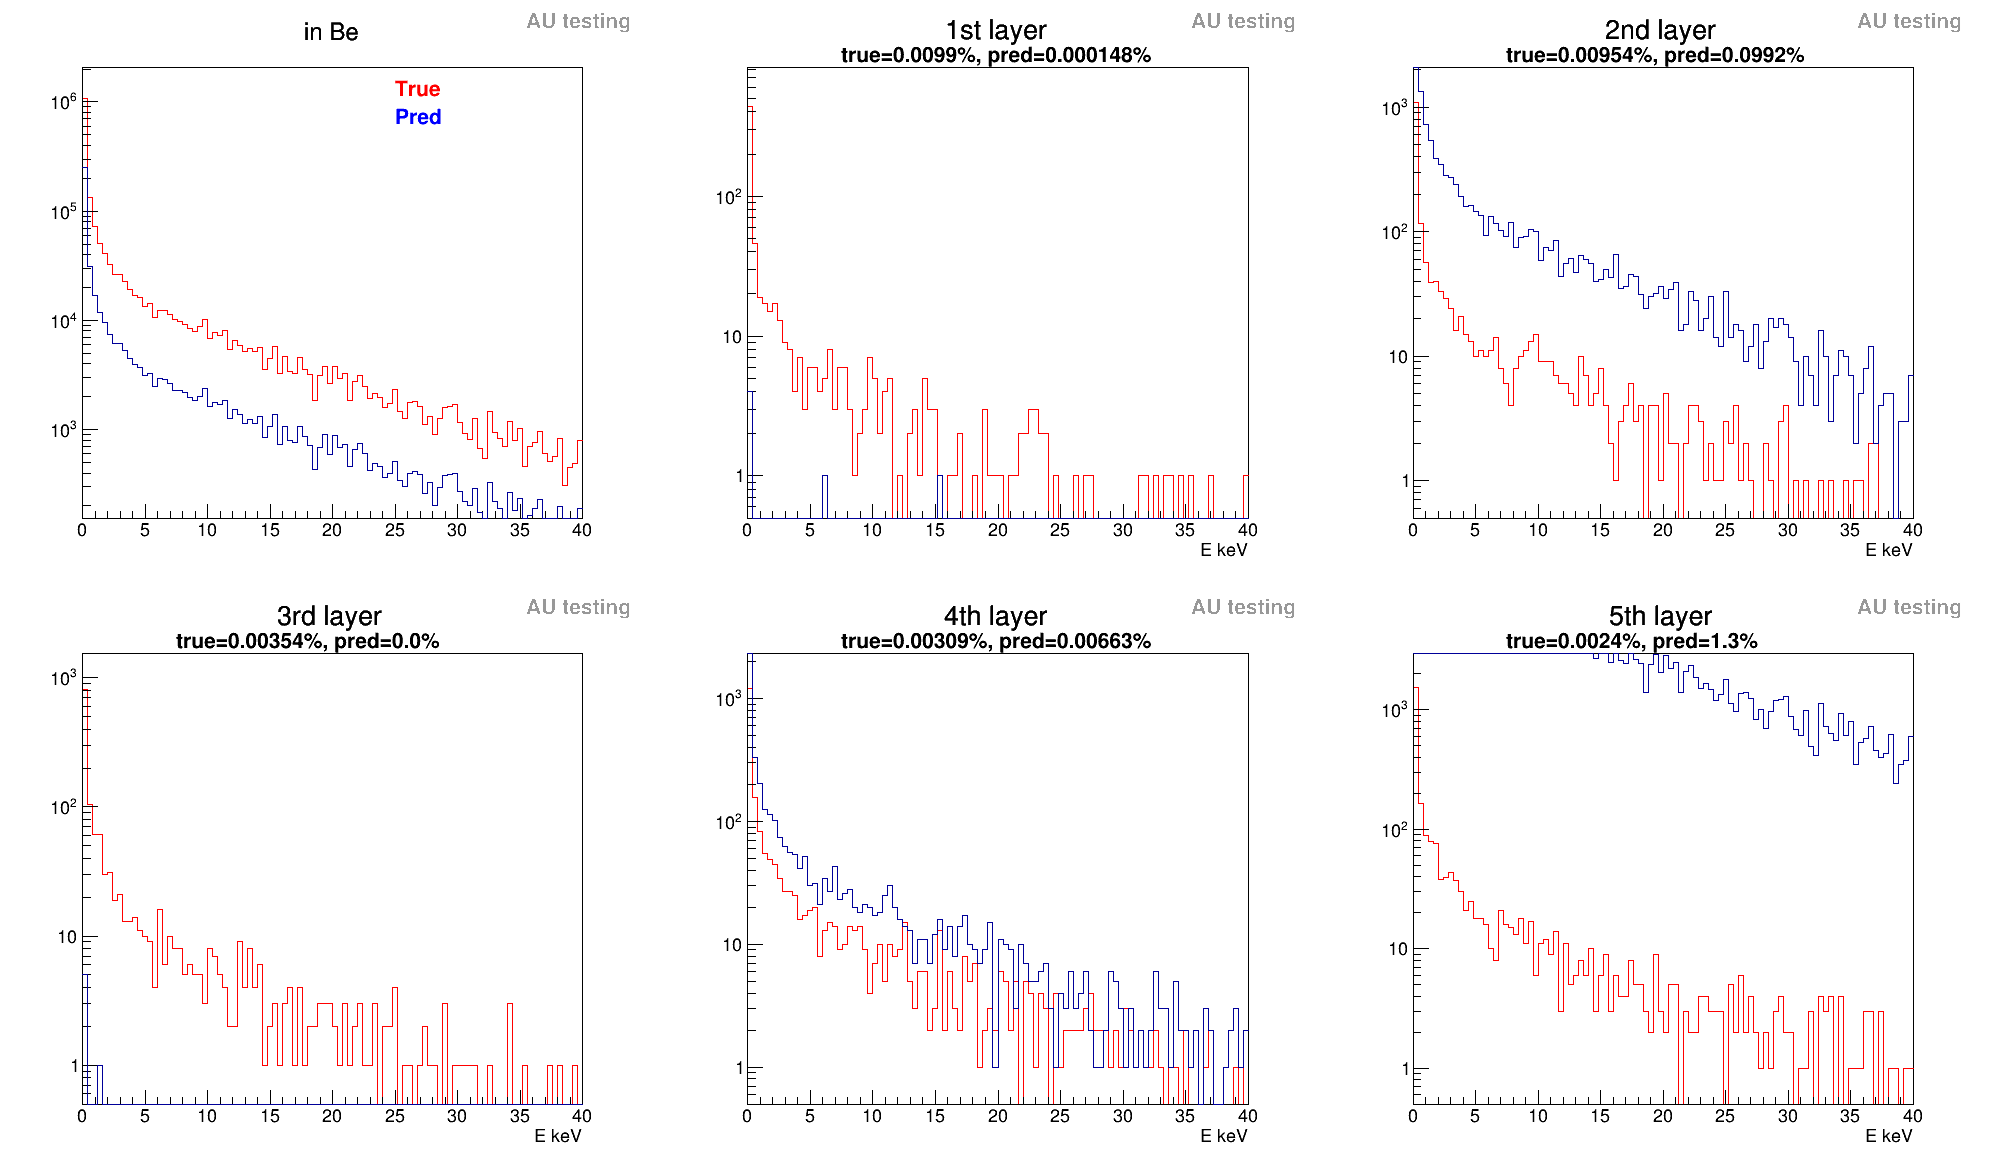 in Be
AU testing
True
Pred
10^6
10^5
10^4
10^3
0 5 10 15 20 25 30 35 40
1st layer
AU testing
true=0.0099%, pred=0.000148%
10^2
10
1
0 5 10 15 20 25 30 35 40
E keV
2nd layer
AU testing
true=0.00954%, pred=0.0992%
10^3
10^2
10
1
0 5 10 15 20 25 30 35 40
E keV
3rd layer
AU testing
true=0.00354%, pred=0.0%
10^3
10^2
10
1
0 5 10 15 20 25 30 35 40
E keV
4th layer
AU testing
true=0.00309%, pred=0.00663%
10^3
10^2
10
1
0 5 10 15 20 25 30 35 40
E keV
5th layer
AU testing
true=0.0024%, pred=1.3%
10^3
10^2
10
1
0 5 10 15 20 25 30 35 40
E keV